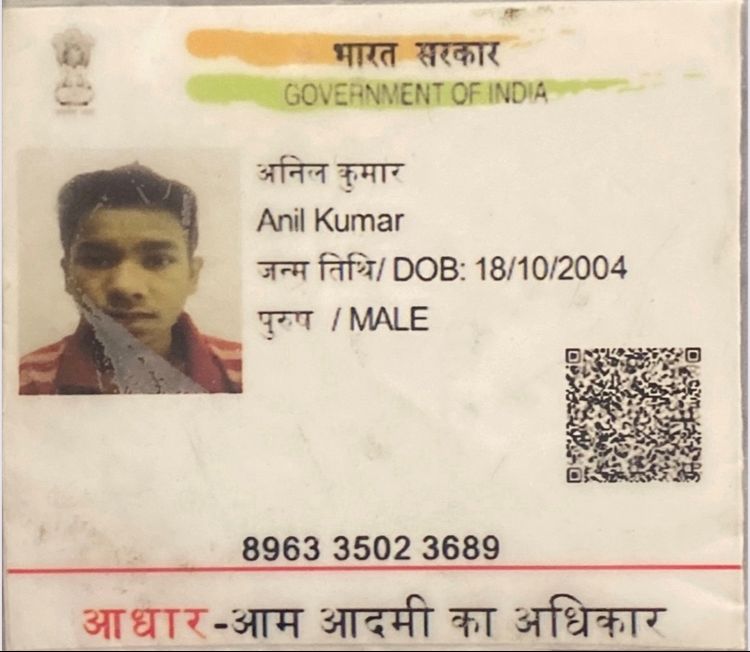 भारत सरकार
GOVERNMENT OF INDIA
अनिल कुमार
Anil Kumar
जन्म तिथि/ DOB: 18/10/2004
पुरुष / MALE
8963 3502 3689
आधार-आम आदमी का अधिकार